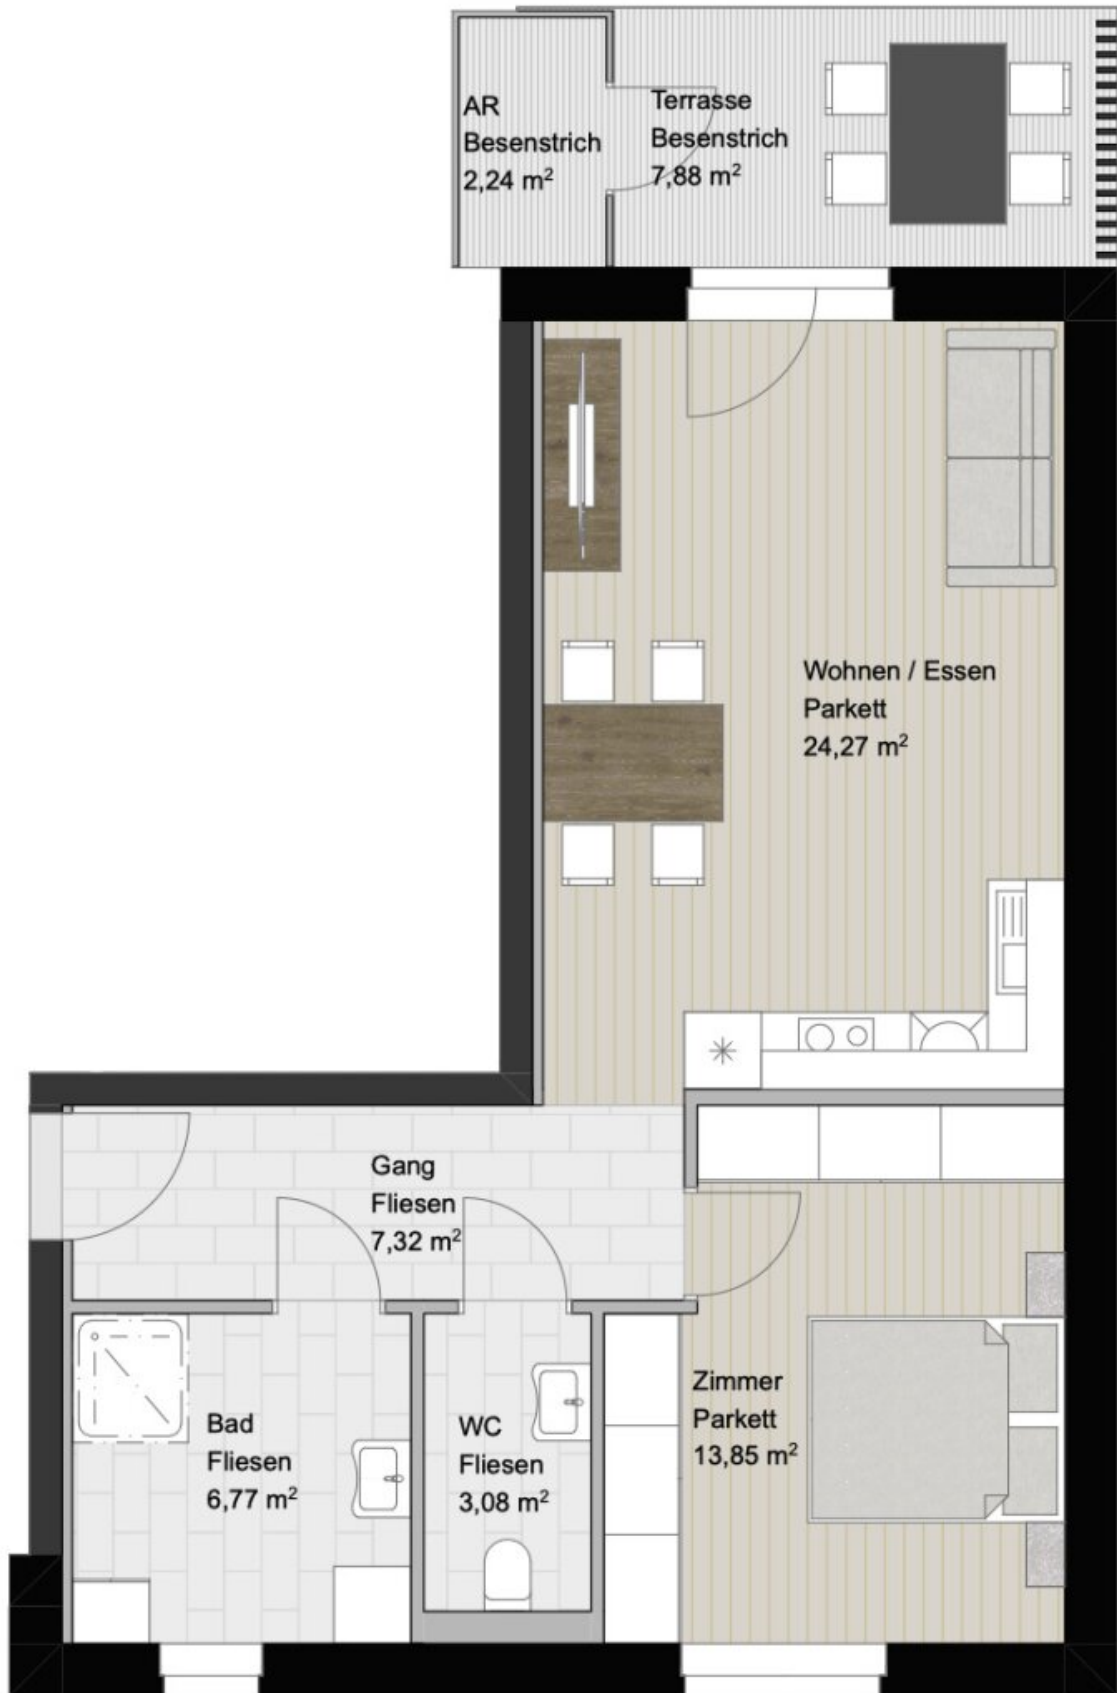 AR
Besenstrich
2,24 m²
Terrasse
Besenstrich
7,88 m²
Wohnen / Essen
Parkett
24,27 m²
Gang
Fliesen
7,32 m²
Zimmer
Parkett
13,85 m²
Bad
Fliesen
6,77 m²
WC
Fliesen
3,08 m²